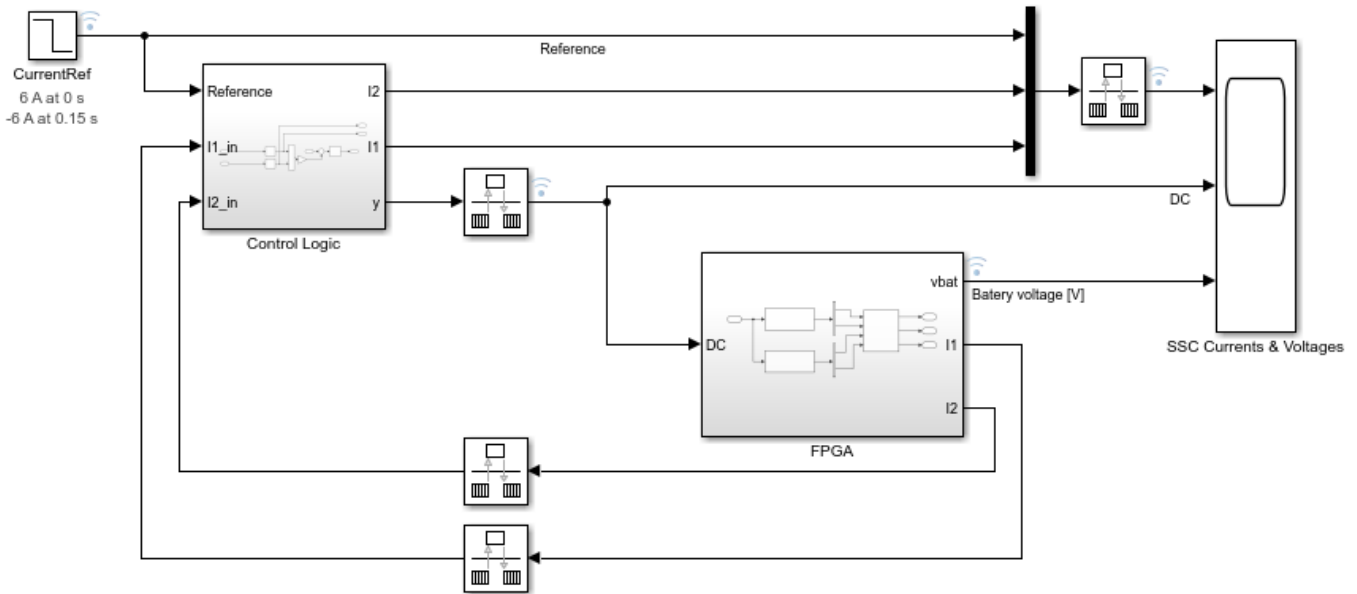 CurrentRef
6 A at 0 s
-6 A at 0.15 s
Reference
Reference
I1_in
I2_in
I2
I1
y
Control Logic
DC
DC
vbat
I1
I2
FPGA
Batery voltage [V]
SSC Currents & Voltages